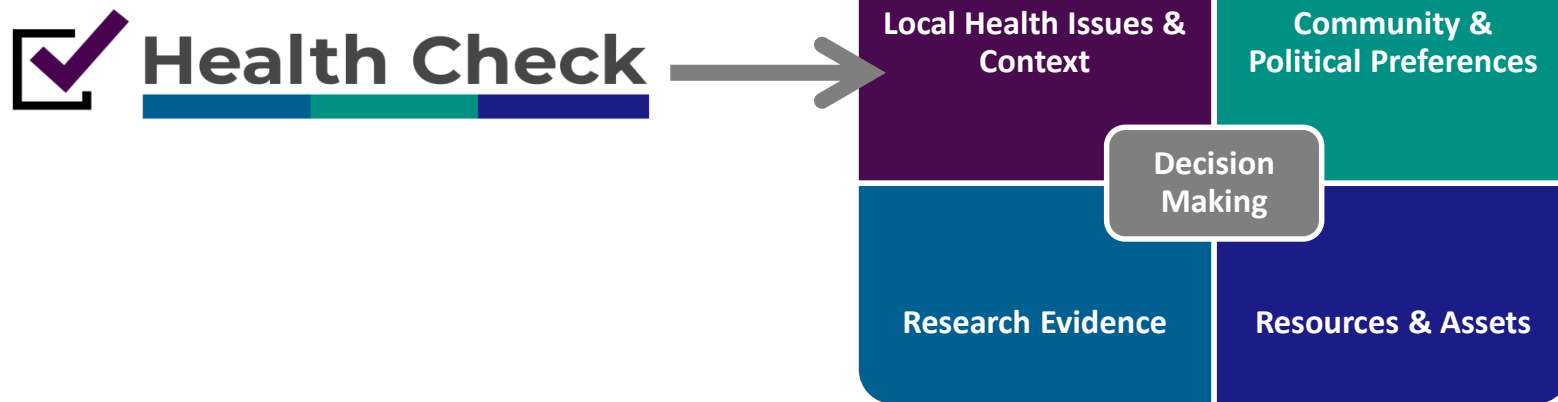 Health Check
Local Health Issues &
Context
Community &
Political Preferences
Decision
Making
Research Evidence
Resources & Assets